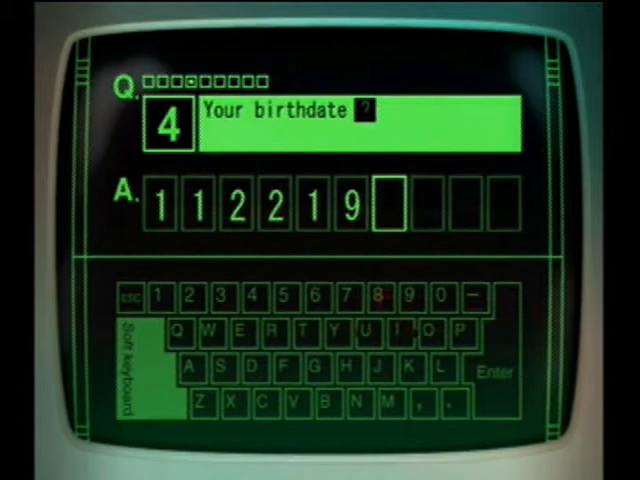 Q.
4 Your birthdate ?
A. 1 1 2 2 1 9
ESC 1 2 3 4 5 6 7 8 9 0 -
Q W E R T Y U I O P
A S D F G H J K L Enter
Z X C V B N M , .
Soft keyboard